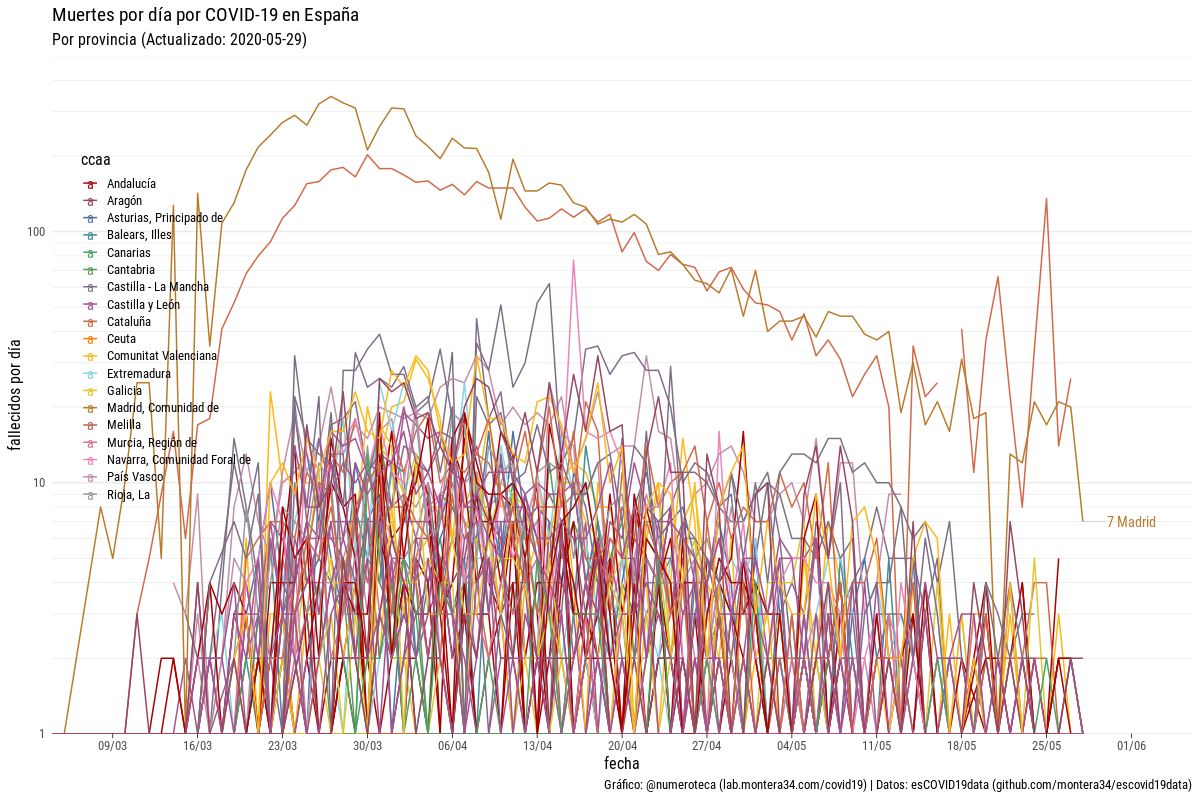 Muertes por día por COVID-19 en España
Por provincia (Actualizado: 2020-05-29)
ccaa
Andalucía
Aragón
Asturias, Principado de
Balears, Illes
Canarias
Cantabria
Castilla - La Mancha
Castilla y León
Cataluña
Ceuta
Comunitat Valenciana
Extremadura
Galicia
Madrid, Comunidad de
Melilla
Murcia, Región de
Navarra, Comunidad Foral de
País Vasco
Rioja, La
fallecidos por día
100
10
1
7 Madrid
09/03 16/03 23/03 30/03 06/04 13/04 20/04 27/04 04/05 11/05 18/05 25/05 01/06
fecha
Gráfico: @numeroteca (lab.montera34.com/covid19) | Datos: esCOVID19data (github.com/montera34/escovid19data)